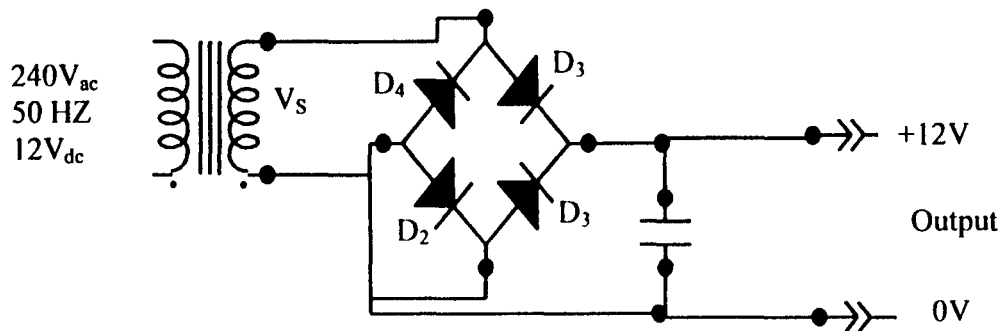 240Vac
50 HZ
12Vdc
VS
D4
D3
D2
D3
+12V
Output
0V